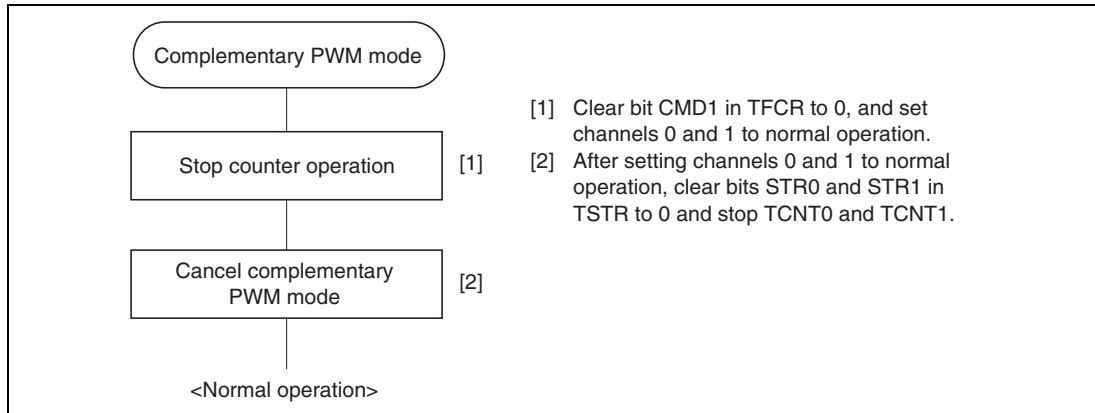 Complementary PWM mode
Stop counter operation
[1]
Cancel complementary
PWM mode
[2]
<Normal operation>
[1] Clear bit CMD1 in TFCR to 0, and set
channels 0 and 1 to normal operation.
[2] After setting channels 0 and 1 to normal
operation, clear bits STR0 and STR1 in
TSTR to 0 and stop TCNT0 and TCNT1.